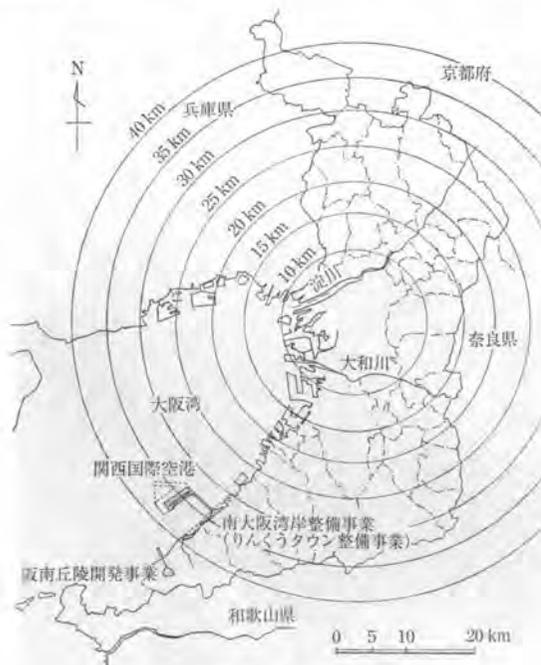 京都府
N
兵庫県
40 km
35 km
30 km
25 km
20 km
15 km
10 km
淀川
奈良県
大和川
大阪湾
関西国際空港
南大阪湾岸整備事業
(りんくうタウン整備事業)
阪南丘陵開発事業
和歌山県
0 5 10 20 km